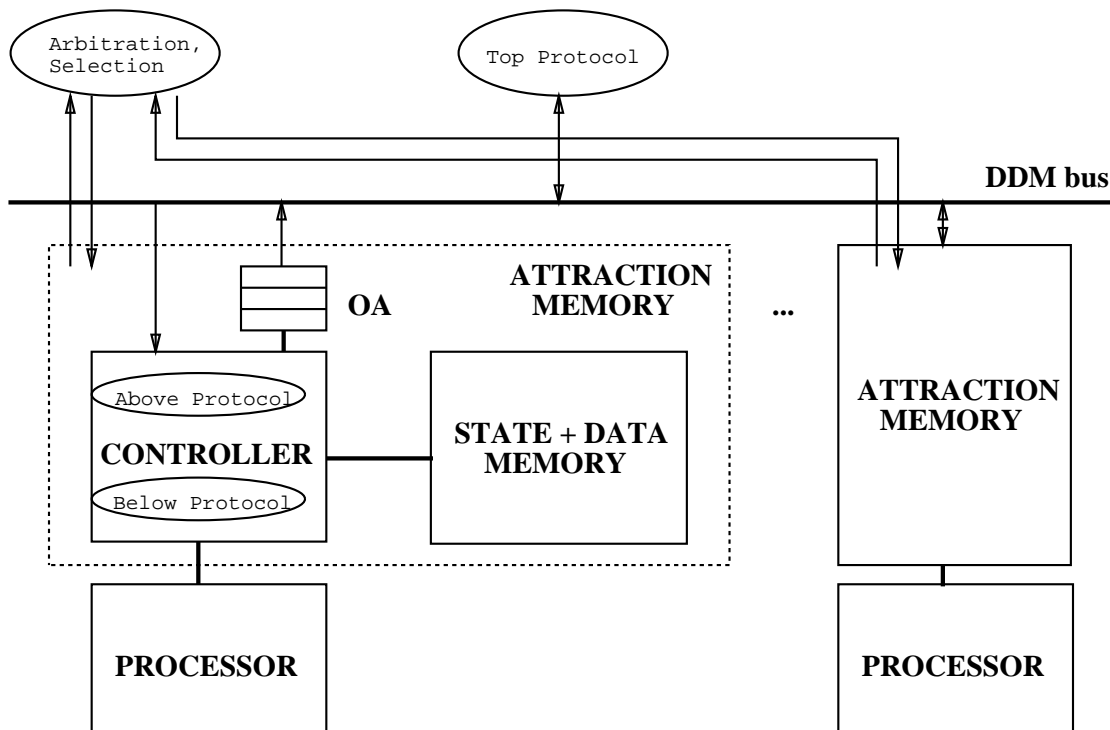 Arbitration,
Selection
Top Protocol
DDM bus
ATTRACTION
MEMORY
OA
...
Above Protocol
CONTROLLER
Below Protocol
STATE + DATA
MEMORY
ATTRACTION
MEMORY
PROCESSOR
PROCESSOR